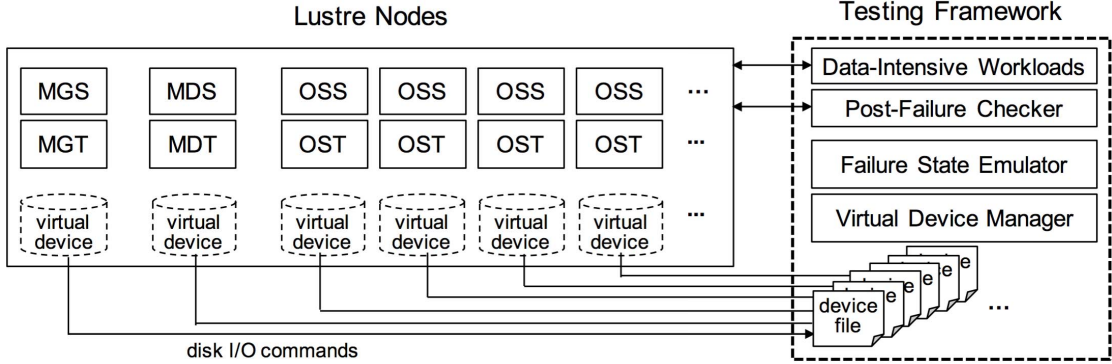 Lustre Nodes
Testing Framework
MGS MDS OSS OSS OSS OSS ...
MGT MDT OST OST OST OST ...
virtual device virtual device virtual device virtual device virtual device virtual device ...
Data-Intensive Workloads
Post-Failure Checker
Failure State Emulator
Virtual Device Manager
device
file
...
disk I/O commands